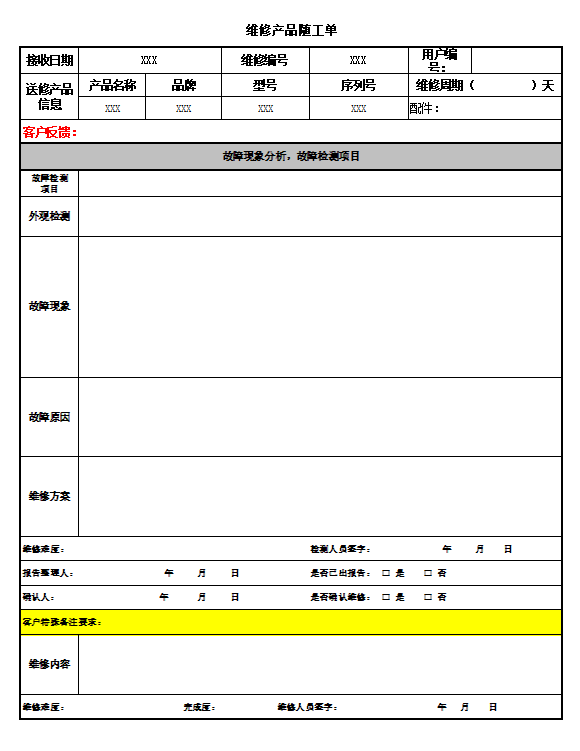 维修产品随工单
接收日期 XXX 维修编号 XXX 用户编号：
送修产品信息 产品名称 品牌 型号 序列号 维修周期（ ）天
XXX XXX XXX XXX 配件：
客户反馈：
故障现象分析，故障检测项目
故障检测项目
外观检测
故障现象
故障原因
维修方案
维修难度： 检测人员签字： 年 月 日
报告整理人： 年 月 日 是否已出报告： □ 是 □ 否
确认人： 年 月 日 是否确认维修： □ 是 □ 否
客户特殊备注要求：
维修内容
维修难度： 完成度： 维修人员签字： 年 月 日